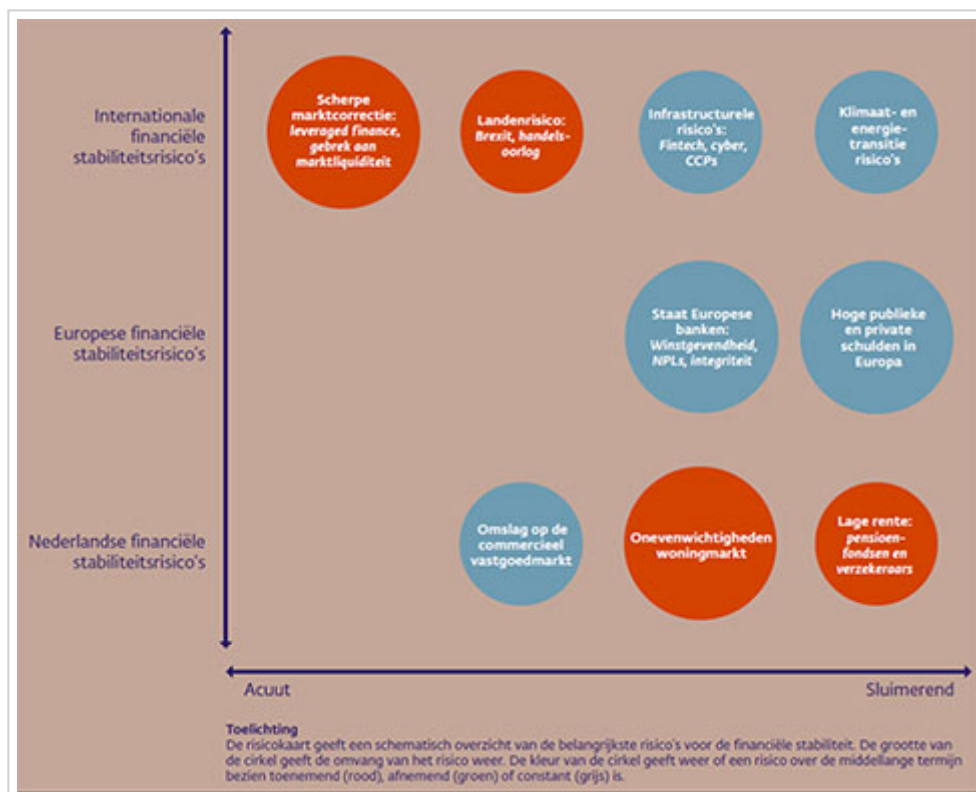 Internationale
financiële
stabiliteitsrisico's
Scherpe
marktcorrectie:
leveraged finance,
gebrek aan
marktliquiditeit
Landenrisico:
Brexit, handels-
oorlog
Infrastructurele
risico's:
Fintech, cyber,
CCPs
Klimaat- en
energie-
transitie
risico's
Europese financiële
stabiliteitsrisico's
Staat Europese
banken:
Winstgevendheid,
NPLs, integriteit
Hoge publieke
en private
schulden in
Europa
Nederlandse financiële
stabiliteitsrisico's
Omslag op de
commercieel
vastgoedmarkt
Onevenwichtigheden
woningmarkt
Lage rente:
pensioen-
fondsen en
verzekeraars
Acuut
Sluimerend
Toelichting
De risicokaart geeft een schematisch overzicht van de belangrijkste risico's voor de financiële stabiliteit. De grootte van
de cirkel geeft de omvang van het risico weer. De kleur van de cirkel geeft weer of een risico over de middellange termijn
bezien toenemend (rood), afnemend (groen) of constant (grijs) is.